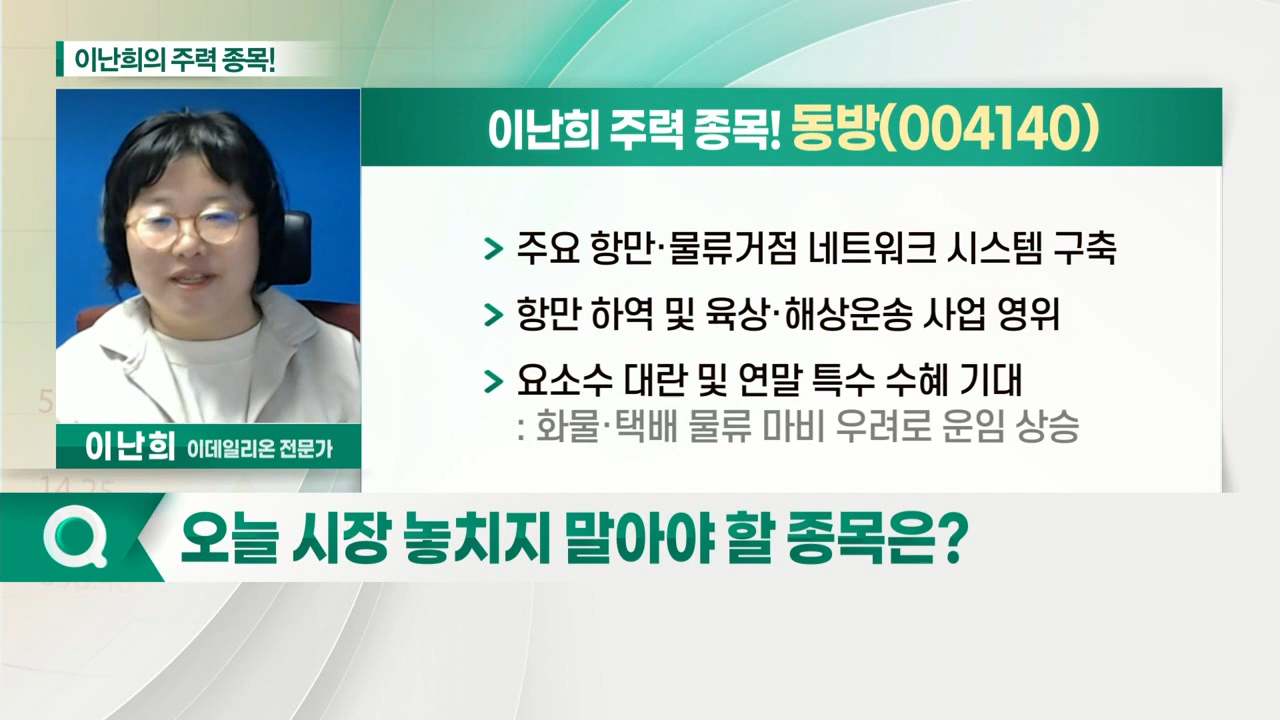 이난희의 주력 종목!
이난희 주력 종목! 동방(004140)
> 주요 항만·물류거점 네트워크 시스템 구축
> 항만 하역 및 육상·해상운송 사업 영위
> 요소수 대란 및 연말 특수 수혜 기대
: 화물·택배 물류 마비 우려로 운임 상승
이난희 이데일리온 전문가
Q 오늘 시장 놓치지 말아야 할 종목은?